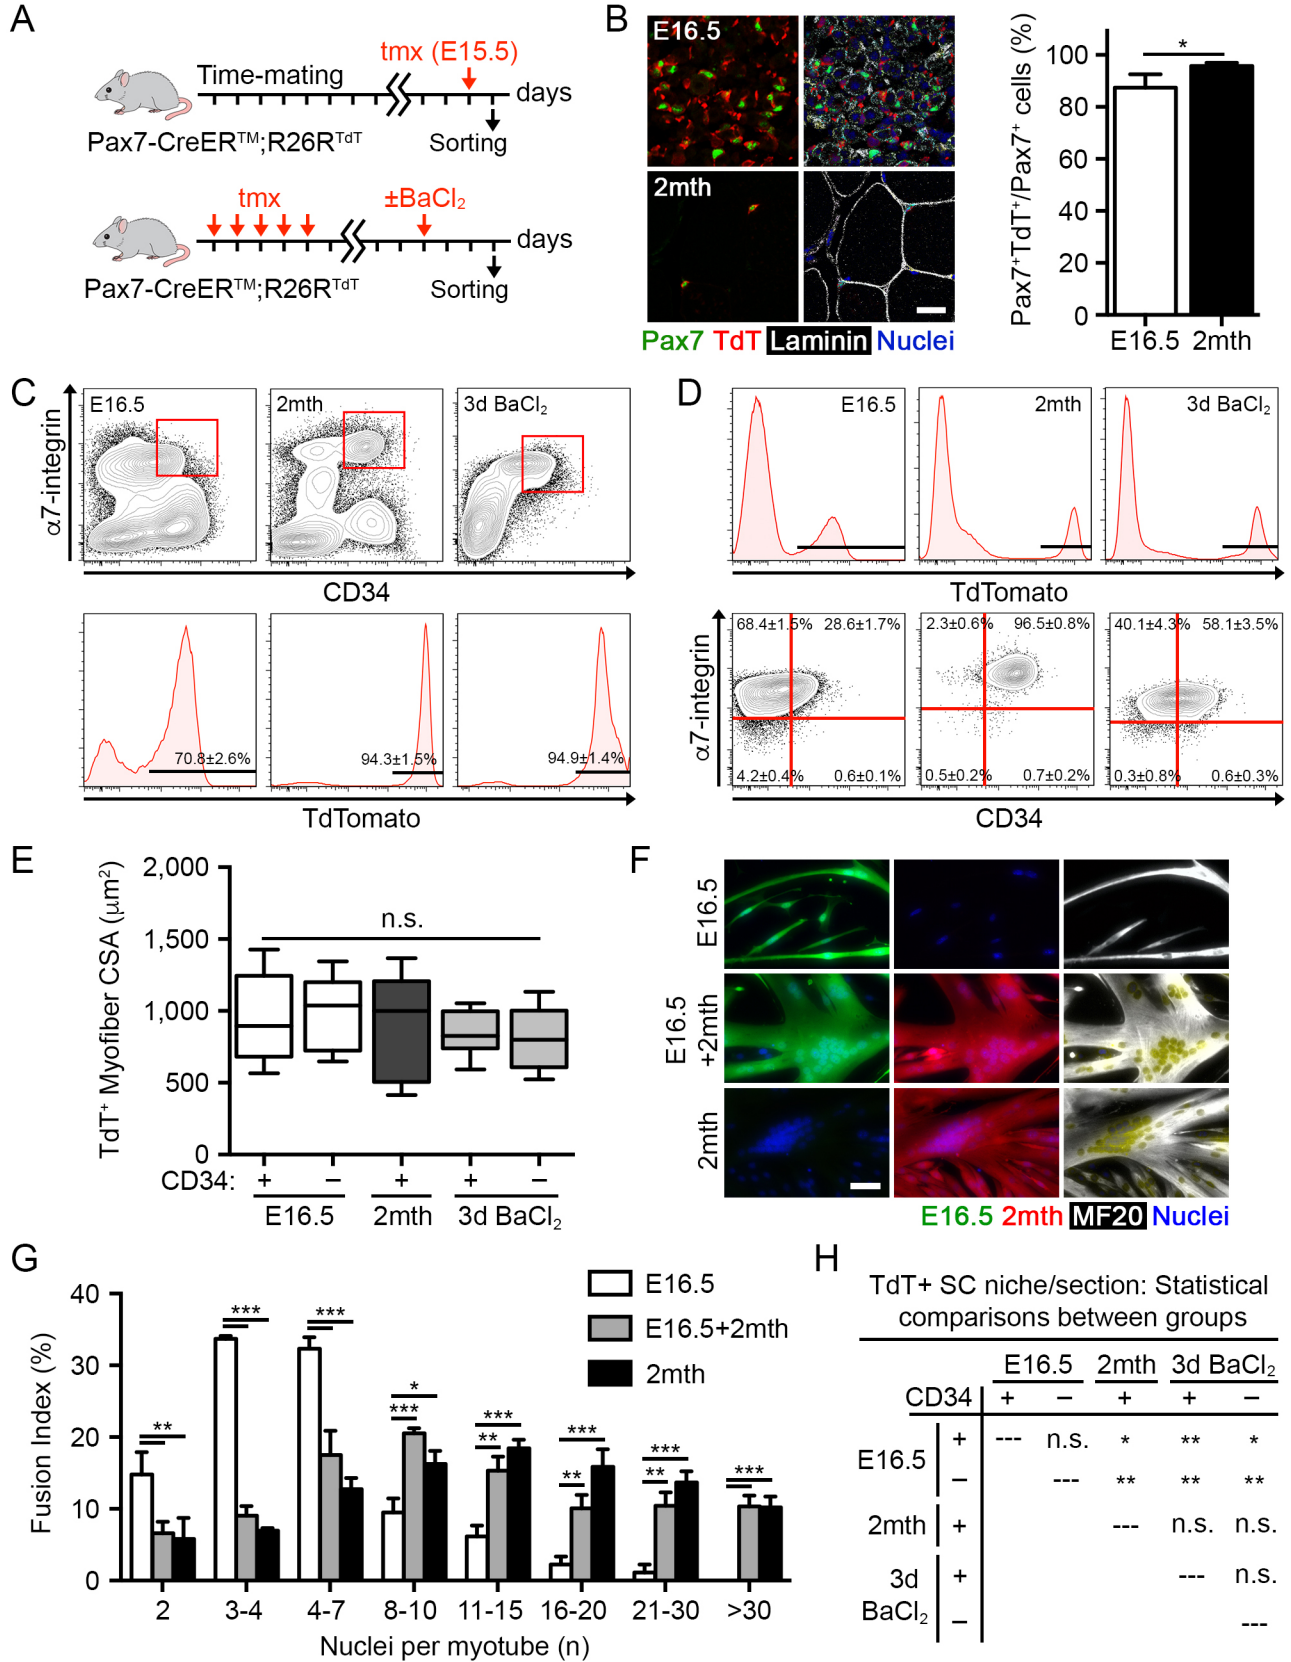 A
Time-mating
tmx (E15.5)
days
Pax7-CreERTM;R26RTdT
Sorting
tmx
±BaCl2
days
Pax7-CreERTM;R26RTdT
Sorting
B
E16.5
2mth
Pax7 TdT Laminin Nuclei
Pax7+TdT+/Pax7+ cells (%)
100
80
60
40
20
0
*
E16.5 2mth
C
α7-integrin
E16.5
2mth
3d BaCl2
CD34
70.8±2.6%
94.3±1.5%
94.9±1.4%
TdTomato
D
E16.5
2mth
3d BaCl2
TdTomato
α7-integrin
68.4±1.5% 28.6±1.7%
4.2±0.4% 0.6±0.1%
2.3±0.6% 96.5±0.8%
0.5±0.2% 0.7±0.2%
40.1±4.3% 58.1±3.5%
0.3±0.8% 0.6±0.3%
CD34
E
TdT+ Myofiber CSA (μm2)
2,000
1,500
1,000
500
0
n.s.
CD34: + – + + –
E16.5 2mth 3d BaCl2
F
E16.5
E16.5
+2mth
2mth
E16.5 2mth MF20 Nuclei
G
Fusion Index (%)
40
30
20
10
0
E16.5
E16.5+2mth
2mth
**
***
***
*
***
***
**
***
**
***
**
***
2 3-4 4-7 8-10 11-15 16-20 21-30 >30
Nuclei per myotube (n)
H
TdT+ SC niche/section: Statistical
comparisons between groups
E16.5 2mth 3d BaCl2
CD34 + – + + –
E16.5 + --- n.s. * ** *
– --- ** ** **
2mth + --- n.s. n.s.
3d + --- n.s.
BaCl2 – ---